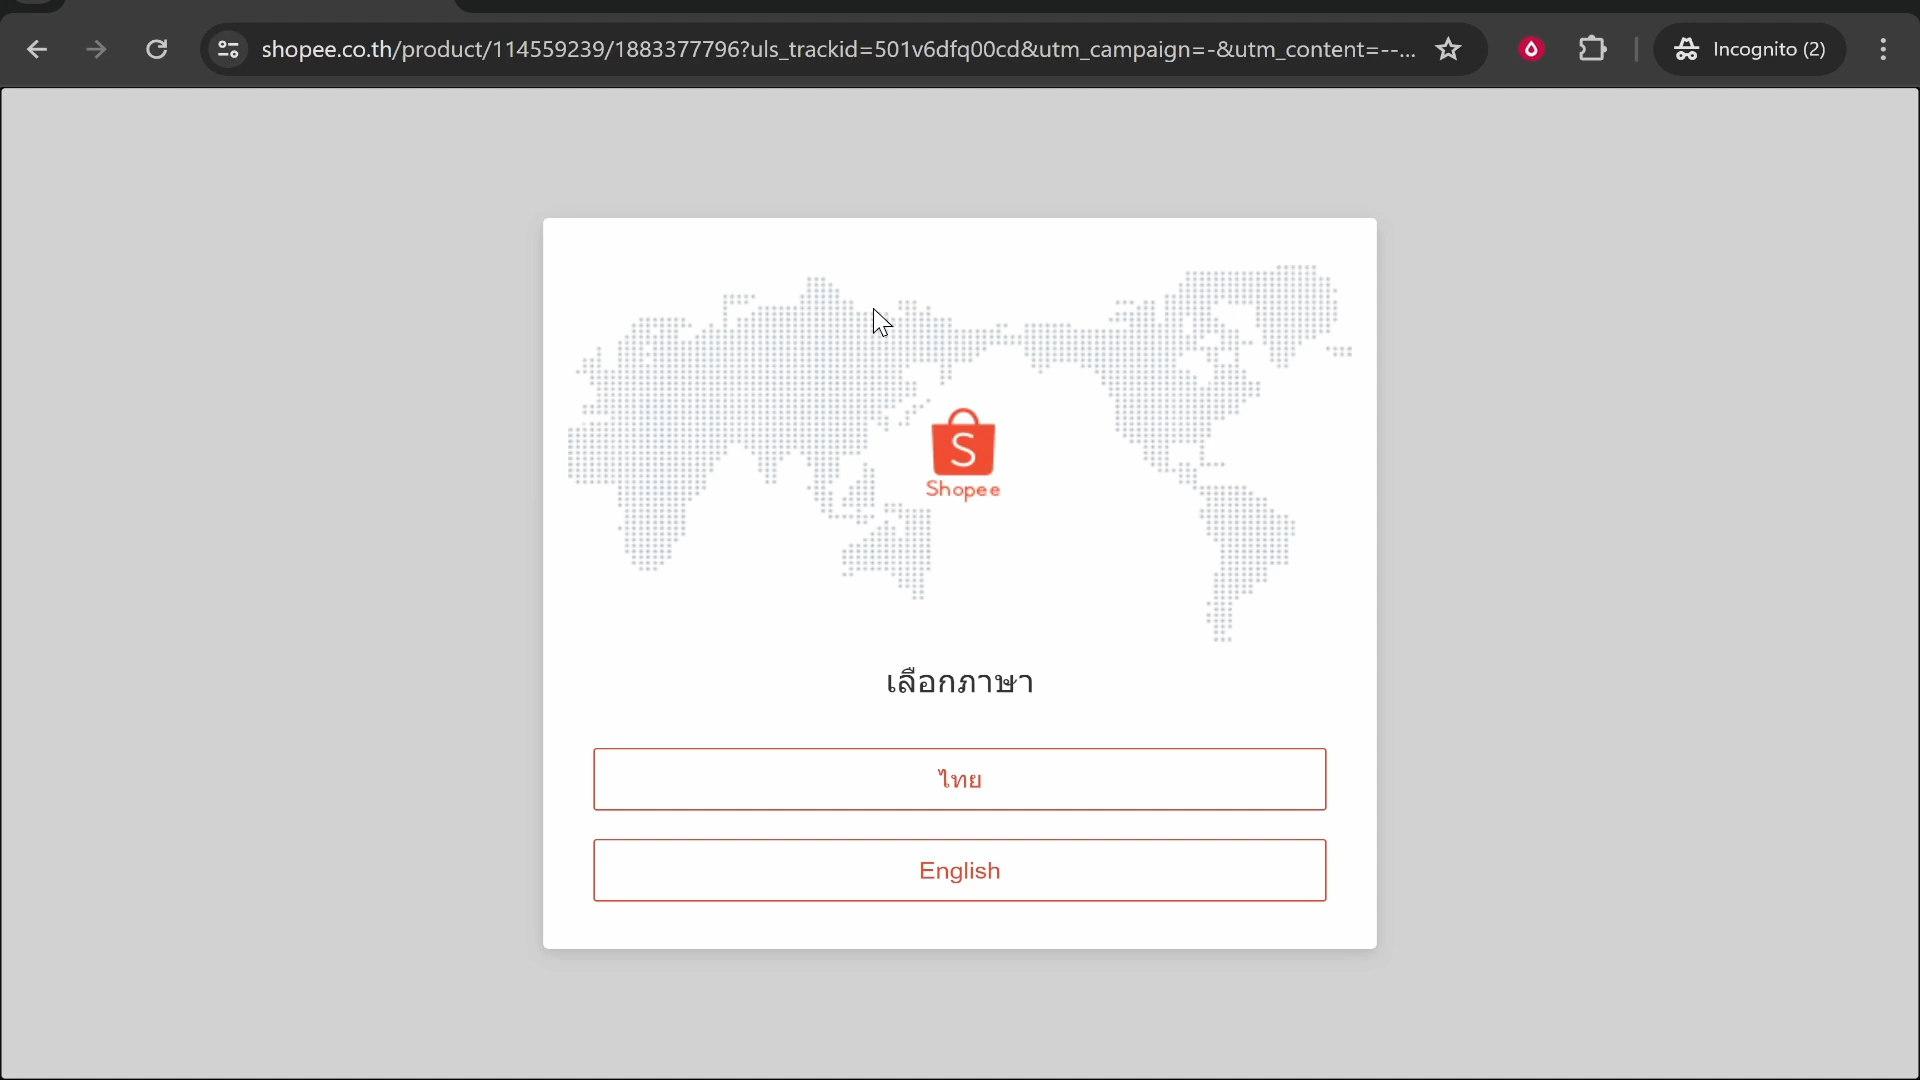 shopee.co.th/product/114559239/1883377796?uls_trackid=501v6dfq00cd&utm_campaign=-&utm_content=--...
Incognito (2)
S
Shopee
เลือกภาษา
ไทย
English